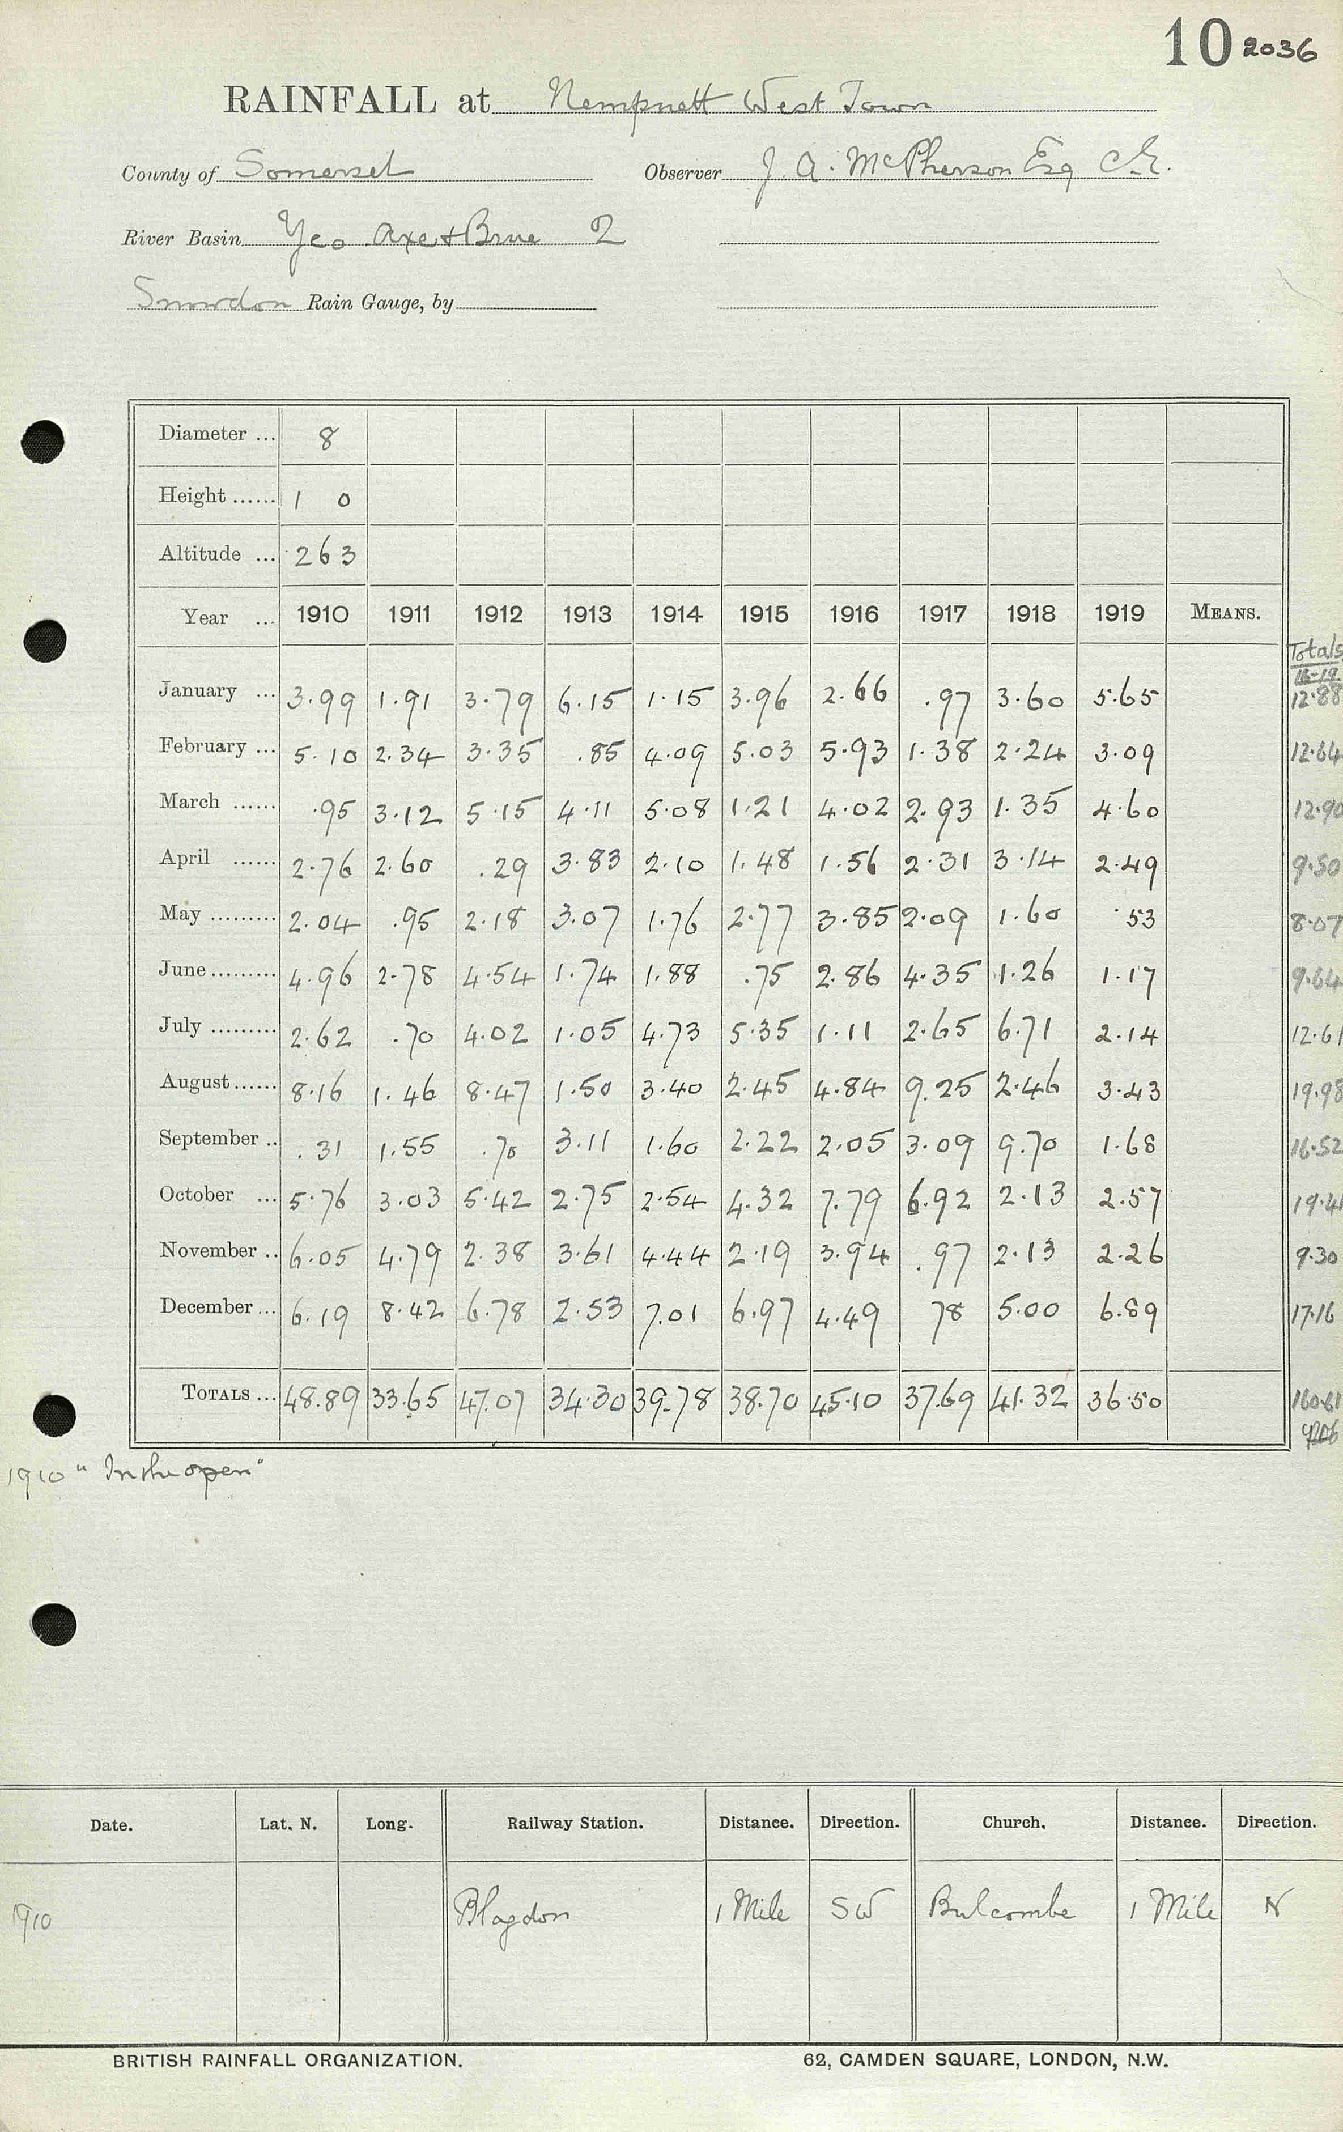 10 2036
RAINFALL at Nempnett West Town
County of Somerset Observer J. A. McPherson Esq C.E.
River Basin Yeo Axe + Brue 2
Snowdon Rain Gauge, by
Diameter ... 8
Height ...... 1 0
Altitude ... 263
Year ... 1910 1911 1912 1913 1914 1915 1916 1917 1918 1919 MEANS. Totals
16-19
January ... 3.99 1.91 3.79 6.15 1.15 3.96 2.66 .97 3.60 5.65 12.88
February ... 5.10 2.34 3.35 .85 4.09 5.03 5.93 1.38 2.24 3.09 12.64
March ...... .95 3.12 5.15 4.11 5.08 1.21 4.02 2.93 1.35 4.60 12.90
April ...... 2.76 2.60 .29 3.83 2.10 1.48 1.56 2.31 3.14 2.49 9.50
May ......... 2.04 .95 2.18 3.07 1.76 2.77 3.85 2.09 1.60 .53 8.07
June ......... 4.96 2.78 4.54 1.74 1.88 .75 2.86 4.35 1.26 1.17 9.64
July ......... 2.62 .70 4.02 1.05 4.73 5.35 1.11 2.65 6.71 2.14 12.61
August ...... 8.16 1.46 8.47 1.50 3.40 2.45 4.84 9.25 2.46 3.43 19.98
September .. .31 1.55 .70 3.11 1.60 2.22 2.05 3.09 9.70 1.68 16.52
October ... 5.76 3.03 5.42 2.75 2.54 4.32 7.79 6.92 2.13 2.57 19.41
November .. 6.05 4.79 2.38 3.61 4.44 2.19 3.94 .97 2.13 2.26 9.30
December ... 6.19 8.42 6.78 2.53 7.01 6.97 4.49 78 5.00 6.89 17.16
TOTALS ... 48.89 33.65 47.07 34.30 39.78 38.70 45.10 37.69 41.32 36.50 160.61
1910 "In the open"
Date. Lat. N. Long. Railway Station. Distance. Direction. Church. Distance. Direction.
1910 Blagdon 1 Mile SW Bulcombe 1 Mile N
BRITISH RAINFALL ORGANIZATION. 62, CAMDEN SQUARE, LONDON, N.W.